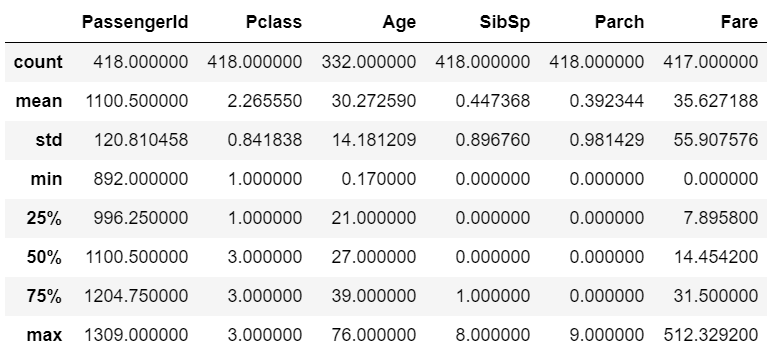 PassengerId Pclass Age SibSp Parch Fare
count 418.000000 418.000000 332.000000 418.000000 418.000000 417.000000
mean 1100.500000 2.265550 30.272590 0.447368 0.392344 35.627188
std 120.810458 0.841838 14.181209 0.896760 0.981429 55.907576
min 892.000000 1.000000 0.170000 0.000000 0.000000 0.000000
25% 996.250000 1.000000 21.000000 0.000000 0.000000 7.895800
50% 1100.500000 3.000000 27.000000 0.000000 0.000000 14.454200
75% 1204.750000 3.000000 39.000000 1.000000 0.000000 31.500000
max 1309.000000 3.000000 76.000000 8.000000 9.000000 512.329200